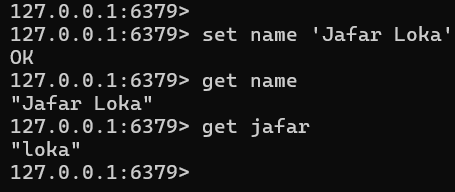 127.0.0.1:6379>
127.0.0.1:6379> set name 'Jafar Loka'
OK
127.0.0.1:6379> get name
"Jafar Loka"
127.0.0.1:6379> get jafar
"loka"
127.0.0.1:6379>